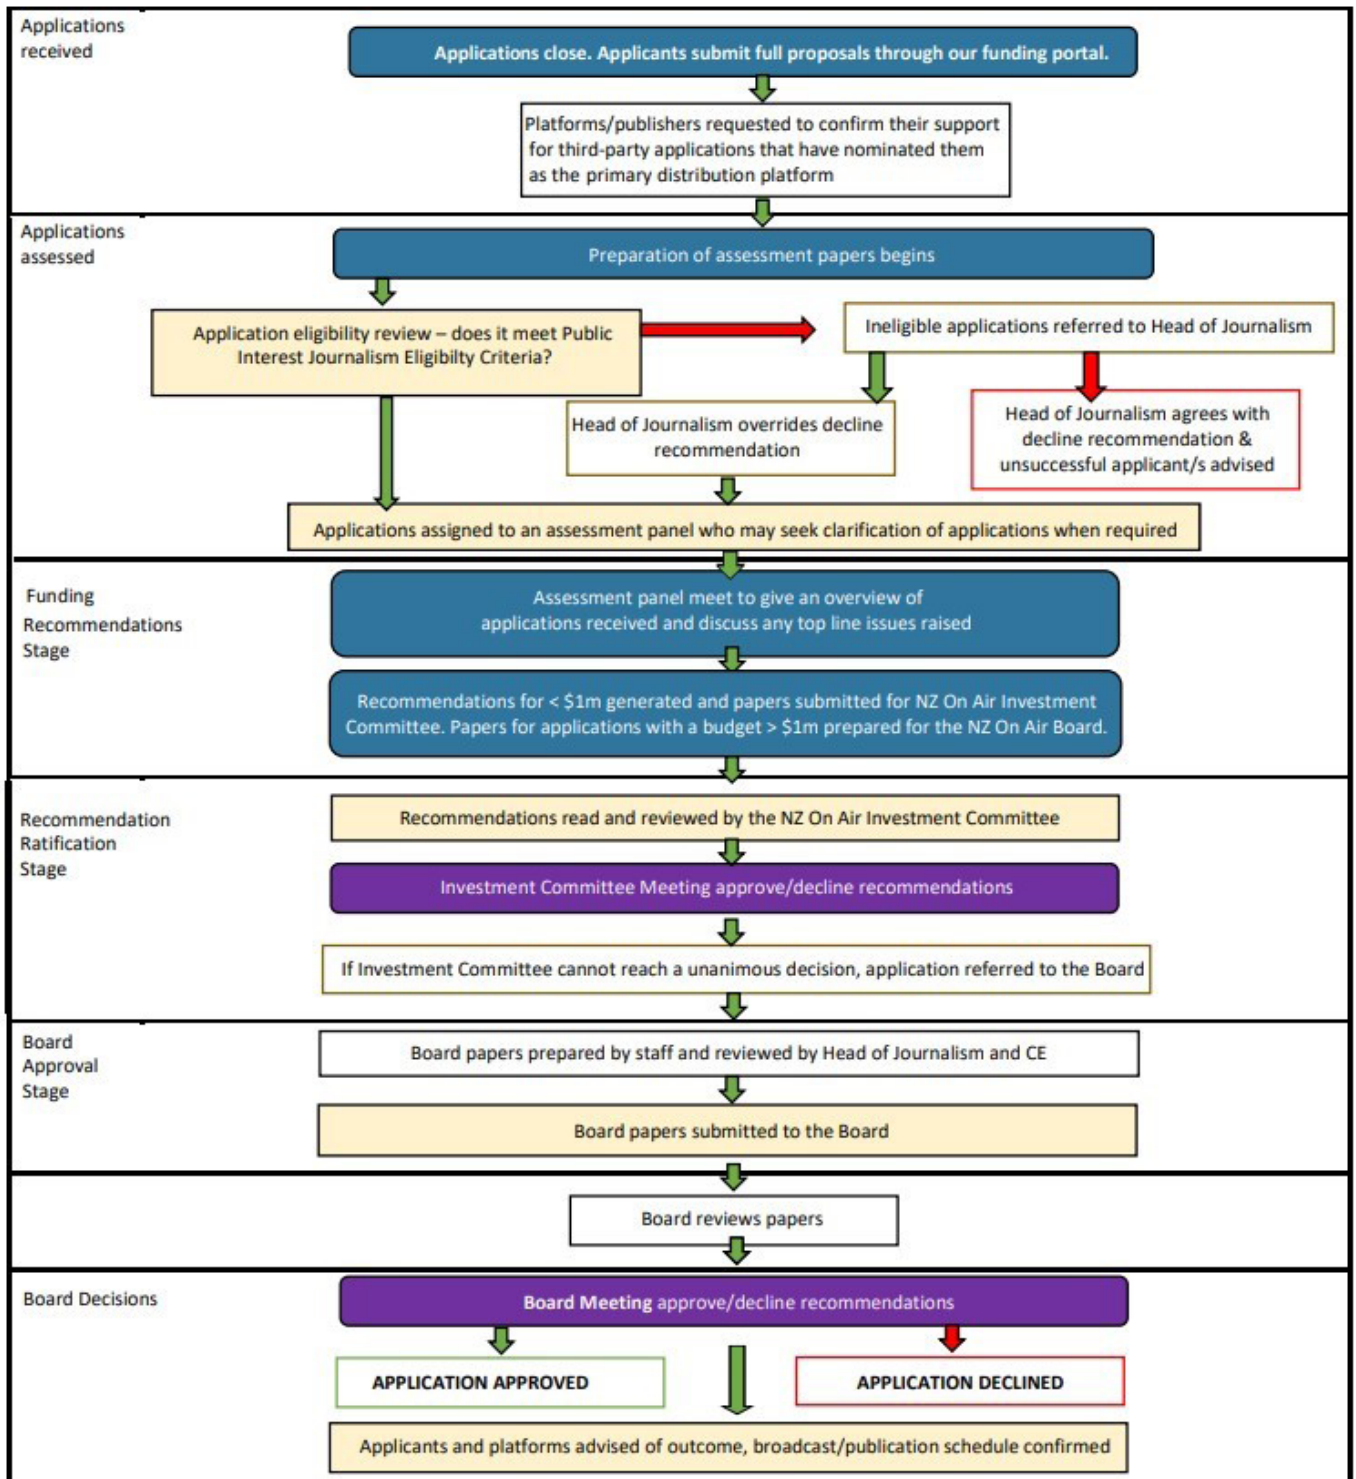 Applications
received
Applications close. Applicants submit full proposals through our funding portal.
Platforms/publishers requested to confirm their support
for third-party applications that have nominated them
as the primary distribution platform
Applications
assessed
Preparation of assessment papers begins
Application eligibility review – does it meet Public
Interest Journalism Eligibilty Criteria?
Ineligible applications referred to Head of Journalism
Head of Journalism overrides decline
recommendation
Head of Journalism agrees with
decline recommendation &
unsuccessful applicant/s advised
Applications assigned to an assessment panel who may seek clarification of applications when required
Funding
Recommendations
Stage
Assessment panel meet to give an overview of
applications received and discuss any top line issues raised
Recommendations for < $1m generated and papers submitted for NZ On Air Investment
Committee. Papers for applications with a budget > $1m prepared for the NZ On Air Board.
Recommendation
Ratification
Stage
Recommendations read and reviewed by the NZ On Air Investment Committee
Investment Committee Meeting approve/decline recommendations
If Investment Committee cannot reach a unanimous decision, application referred to the Board
Board
Approval
Stage
Board papers prepared by staff and reviewed by Head of Journalism and CE
Board papers submitted to the Board
Board reviews papers
Board Decisions
Board Meeting approve/decline recommendations
APPLICATION APPROVED
APPLICATION DECLINED
Applicants and platforms advised of outcome, broadcast/publication schedule confirmed